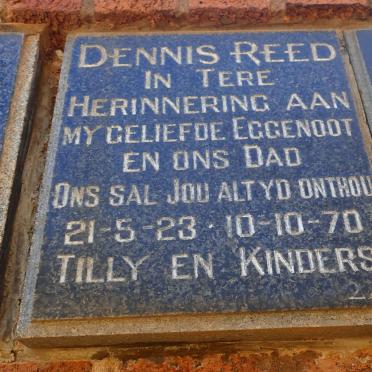 DENNIS REED
IN TERE
HERINNERING AAN
MY GELIEFDE EGGENOOT
EN ONS DAD
ONS SAL JOU ALTYD ONTHOU
21-5-23 · 10-10-70
TILLY EN KINDERS